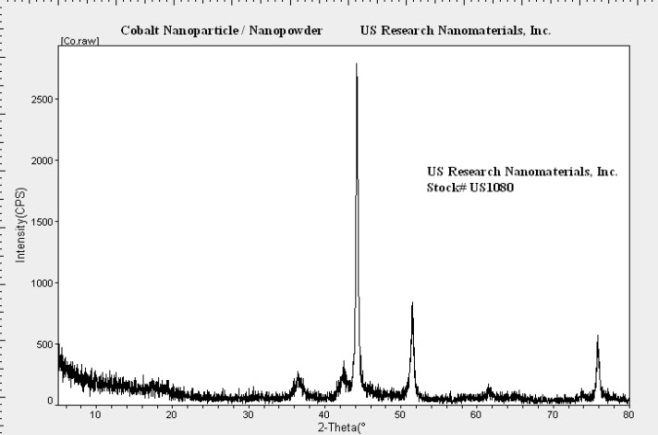 Cobalt Nanoparticle / Nanopowder US Research Nanomaterials, Inc.
[Co.raw]
2500
US Research Nanomaterials, Inc.
Stock# US1080
2000
1500
1000
500
0
Intensity(CPS)
10 20 30 40 50 60 70 80
2-Theta(°